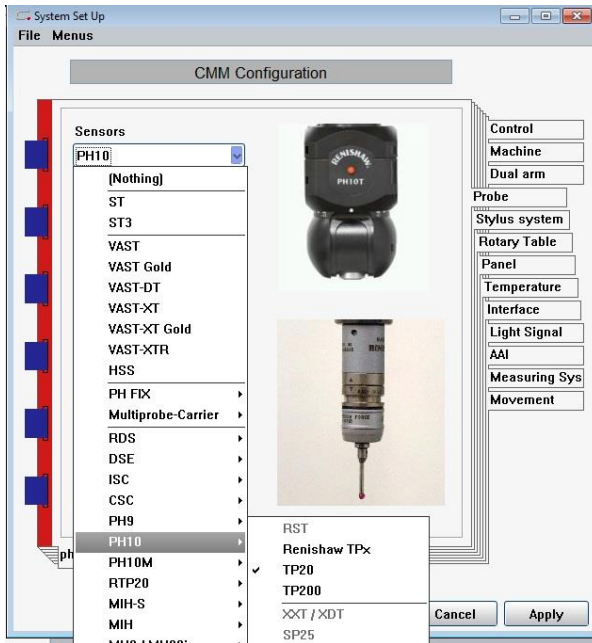 System Set Up
File Menus
CMM Configuration
Sensors
PH10
(Nothing)
ST
ST3
VAST
VAST Gold
VAST-DT
VAST-XT
VAST-XT Gold
VAST-XTR
HSS
PH FIX
Multiprobe-Carrier
RDS
DSE
ISC
CSC
PH9
PH10
PH10M
RTP20
MIH-S
MIH
RST
Renishaw TPx
TP20
TP200
XXT / XDT
SP25
RENISHAW
PH10T
Control
Machine
Dual arm
Probe
Stylus system
Rotary Table
Panel
Temperature
Interface
Light Signal
AAI
Measuring Sys
Movement
ph
Cancel
Apply